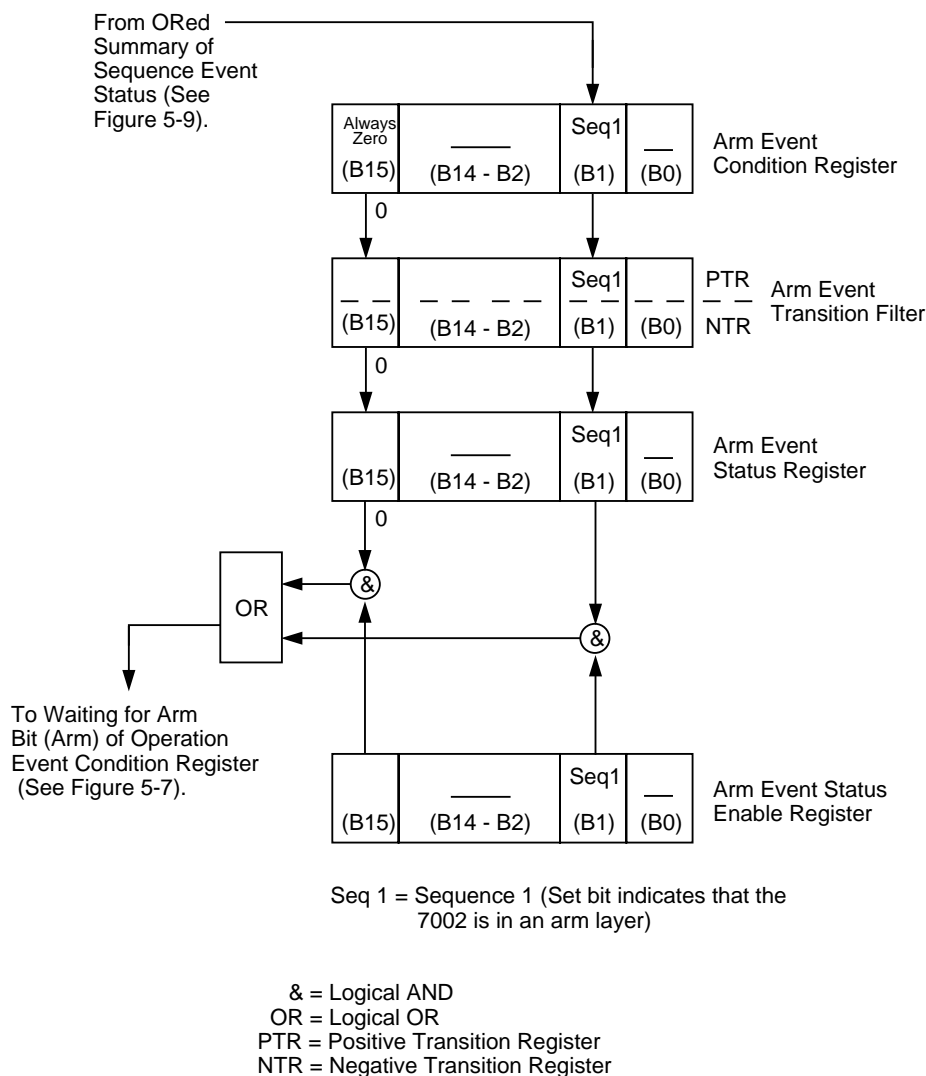 From ORed
Summary of
Sequence Event
Status (See
Figure 5-9).
Always
Zero
(B15)
(B14 - B2)
Seq1
(B1)
(B0)
Arm Event
Condition Register
0
(B15)
(B14 - B2)
Seq1
(B1)
(B0)
PTR
NTR
Arm Event
Transition Filter
0
(B15)
(B14 - B2)
Seq1
(B1)
(B0)
Arm Event
Status Register
0
&
OR
&
To Waiting for Arm
Bit (Arm) of Operation
Event Condition Register
(See Figure 5-7).
(B15)
(B14 - B2)
Seq1
(B1)
(B0)
Arm Event Status
Enable Register
Seq 1 = Sequence 1 (Set bit indicates that the
7002 is in an arm layer)
& = Logical AND
OR = Logical OR
PTR = Positive Transition Register
NTR = Negative Transition Register